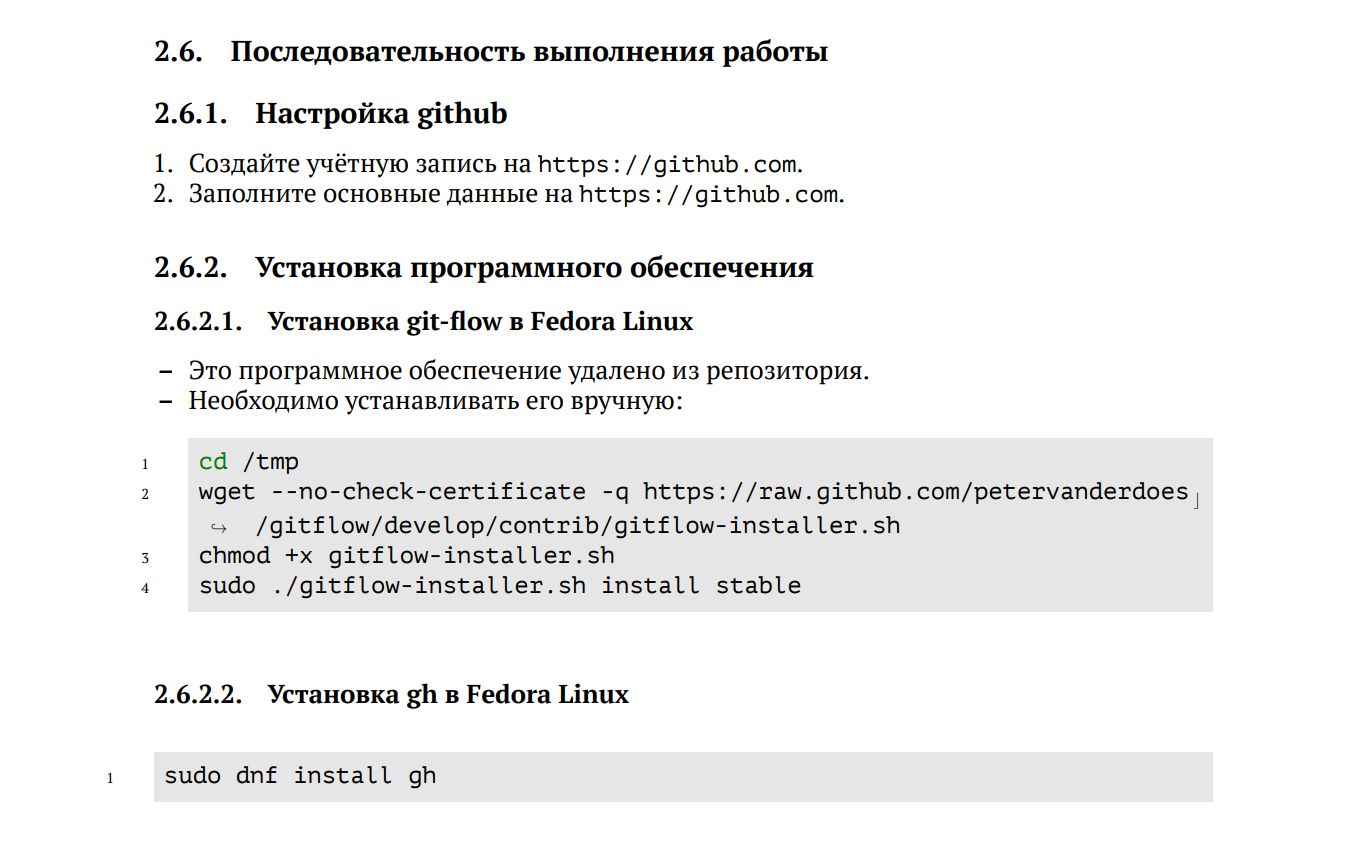 2.6. Последовательность выполнения работы
2.6.1. Настройка github
1. Создайте учётную запись на https://github.com.
2. Заполните основные данные на https://github.com.
2.6.2. Установка программного обеспечения
2.6.2.1. Установка git-flow в Fedora Linux
– Это программное обеспечение удалено из репозитория.
– Необходимо устанавливать его вручную:
1 cd /tmp
2 wget --no-check-certificate -q https://raw.github.com/petervanderdoes⌋
↪ /gitflow/develop/contrib/gitflow-installer.sh
3 chmod +x gitflow-installer.sh
4 sudo ./gitflow-installer.sh install stable
2.6.2.2. Установка gh в Fedora Linux
1 sudo dnf install gh